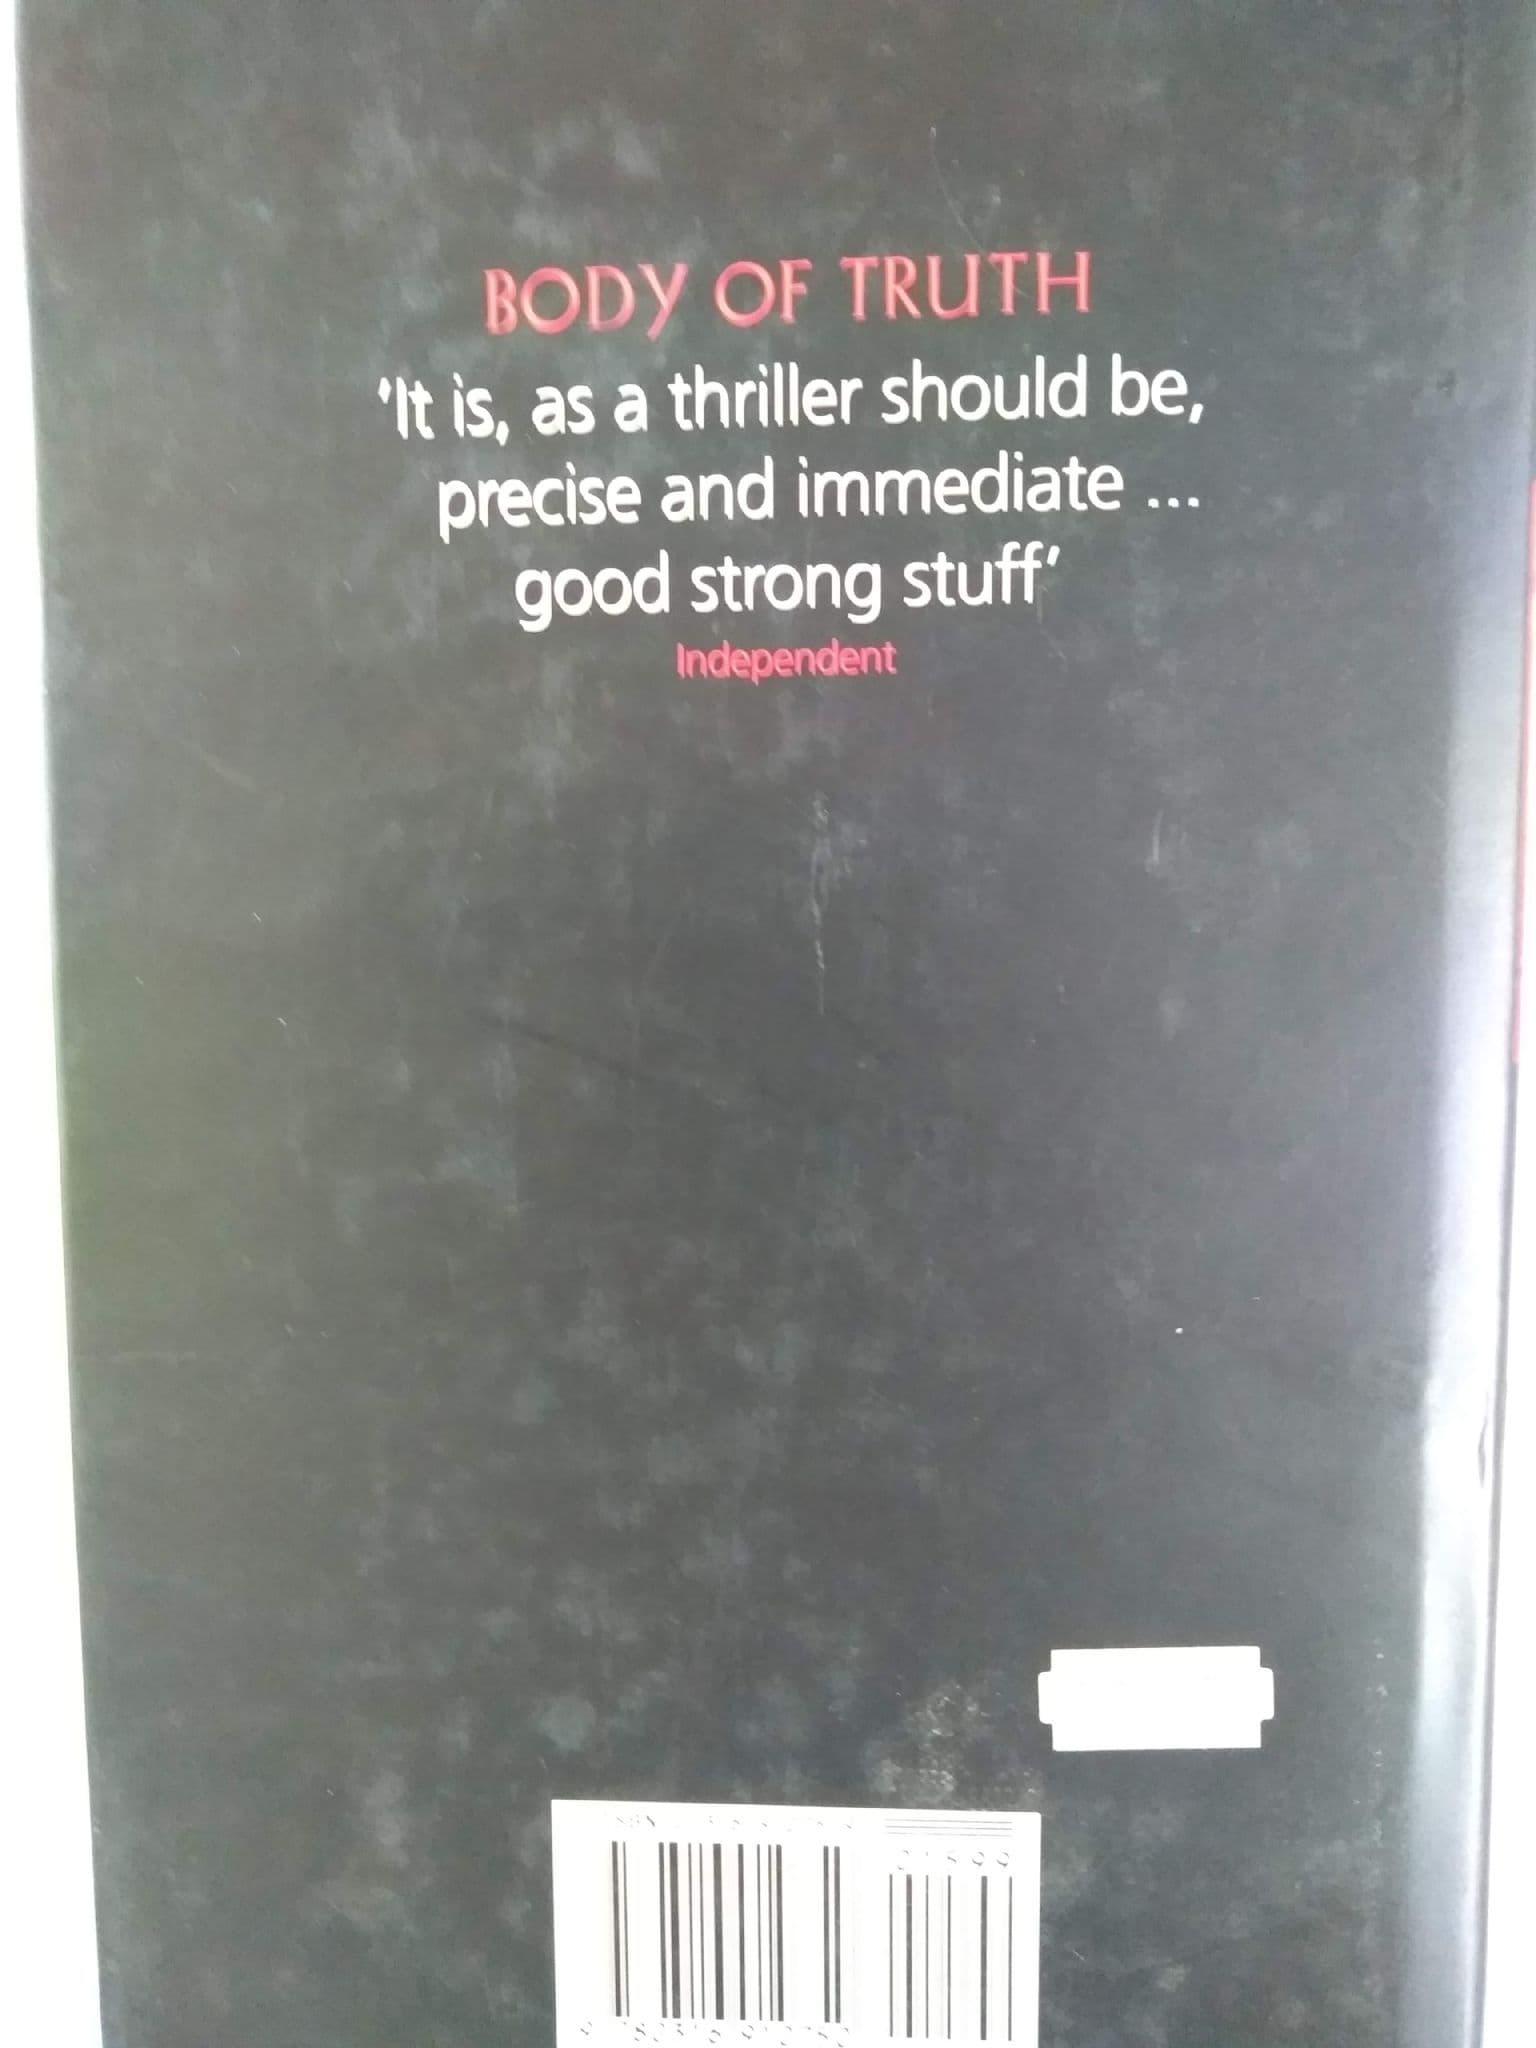 BODY OF TRUTH
'It is, as a thriller should be,
precise and immediate ...
good strong stuff'
Independent